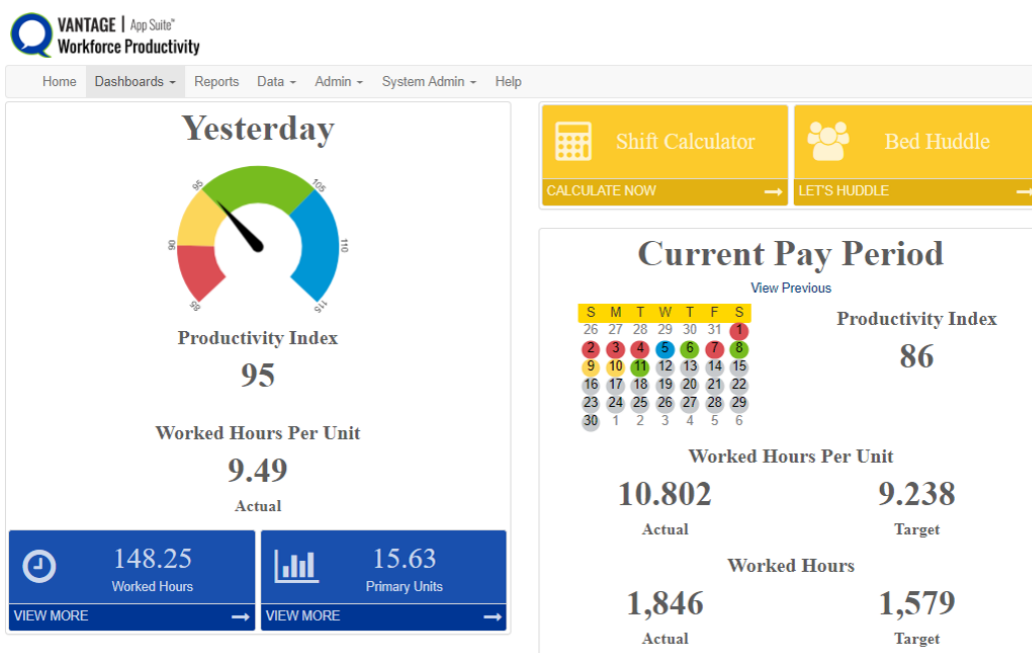 VANTAGE | App Suite™
Workforce Productivity
Home Dashboards Reports Data Admin System Admin Help
Yesterday
85 90 95 105 110 115
Productivity Index
95
Worked Hours Per Unit
9.49
Actual
148.25
Worked Hours
VIEW MORE
15.63
Primary Units
VIEW MORE
Shift Calculator
CALCULATE NOW
Bed Huddle
LET'S HUDDLE
Current Pay Period
View Previous
S M T W T F S
26 27 28 29 30 31 1
2 3 4 5 6 7 8
9 10 11 12 13 14 15
16 17 18 19 20 21 22
23 24 25 26 27 28 29
30 1 2 3 4 5 6
Productivity Index
86
Worked Hours Per Unit
10.802 9.238
Actual Target
Worked Hours
1,846 1,579
Actual Target